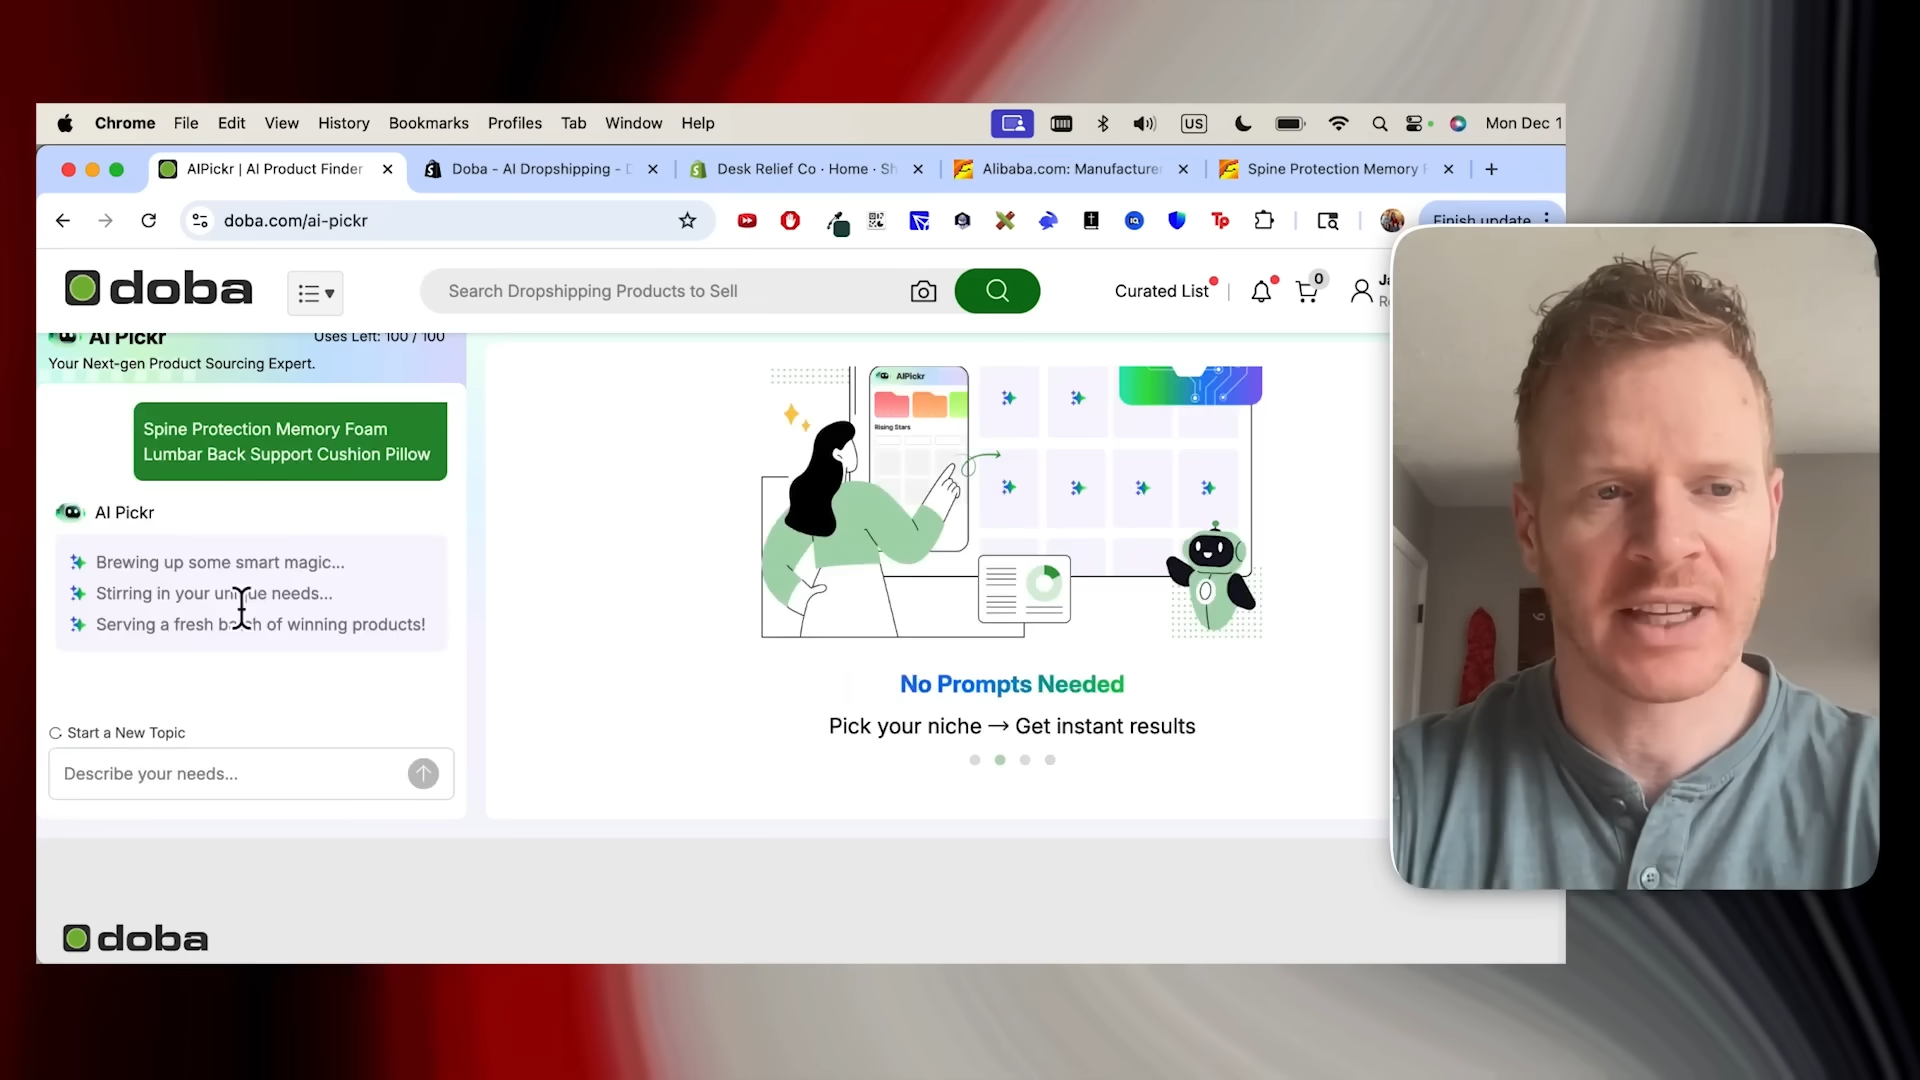 Chrome File Edit View History Bookmarks Profiles Tab Window Help US Mon Dec 1
AIPickr | AI Product Finder
Doba - AI Dropshipping -
Desk Relief Co · Home · Sh
Alibaba.com: Manufacturer
Spine Protection Memory F
doba.com/ai-pickr
Tp
Finish update
doba
Search Dropshipping Products to Sell
Curated List
0
AI Pickr
Uses Left: 100 / 100
Your Next-gen Product Sourcing Expert.
Spine Protection Memory Foam
Lumbar Back Support Cushion Pillow
AI Pickr
Brewing up some smart magic...
Stirring in your unique needs...
Serving a fresh batch of winning products!
Start a New Topic
Describe your needs...
AIPickr
Rising Stars
No Prompts Needed
Pick your niche → Get instant results
doba